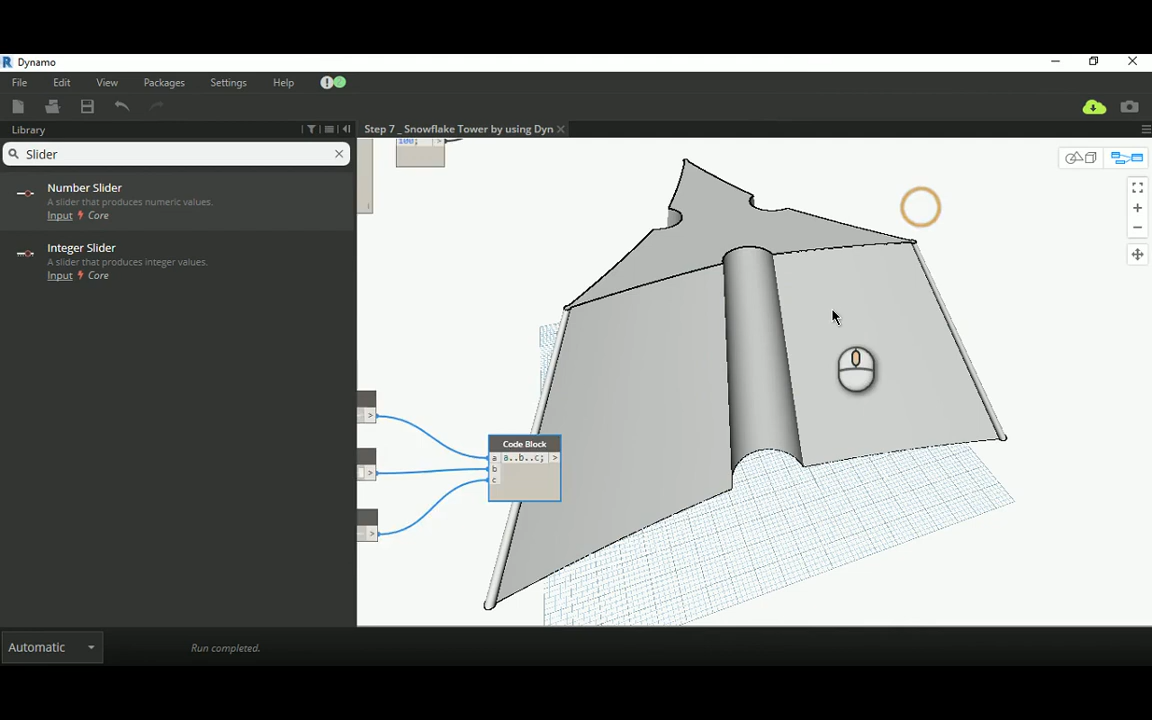 Dynamo
File Edit View Packages Settings Help
Library
Step 7 _ Snowflake Tower by using Dyn
Slider
100; >
Number Slider
A slider that produces numeric values.
Input Core
Integer Slider
A slider that produces integer values.
Input Core
>
>
>
Code Block
a a..b..c; >
b
c
Automatic
Run completed.